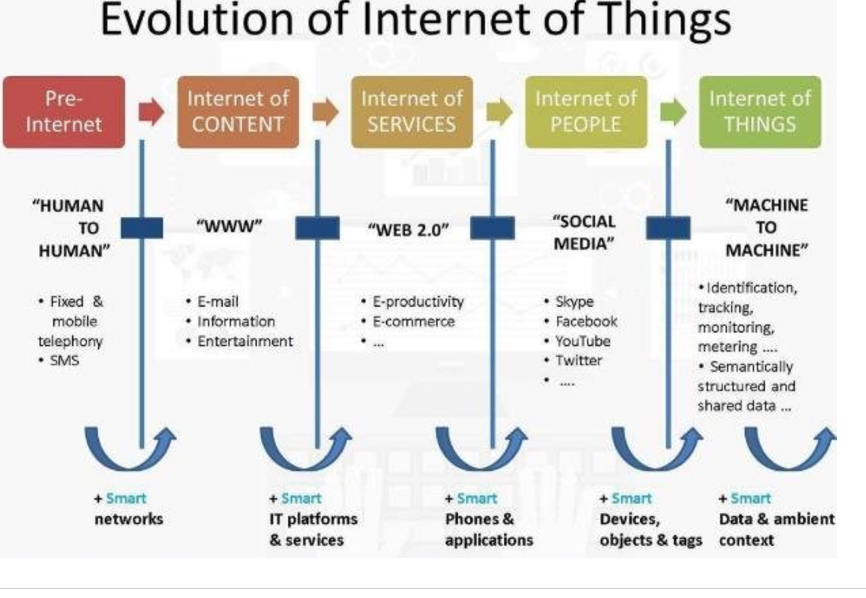 Evolution of Internet of Things
Pre-
Internet
Internet of
CONTENT
Internet of
SERVICES
Internet of
PEOPLE
Internet of
THINGS
“HUMAN
TO
HUMAN”
“WWW”
“WEB 2.0”
“SOCIAL
MEDIA”
“MACHINE
TO
MACHINE”
• Fixed &
mobile
telephony
• SMS
• E-mail
• Information
• Entertainment
• E-productivity
• E-commerce
• ...
• Skype
• Facebook
• YouTube
• Twitter
• ....
• Identification,
tracking,
monitoring,
metering ....
• Semantically
structured and
shared data ...
+ Smart
networks
+ Smart
IT platforms
& services
+ Smart
Phones &
applications
+ Smart
Devices,
objects & tags
+ Smart
Data & ambient
context